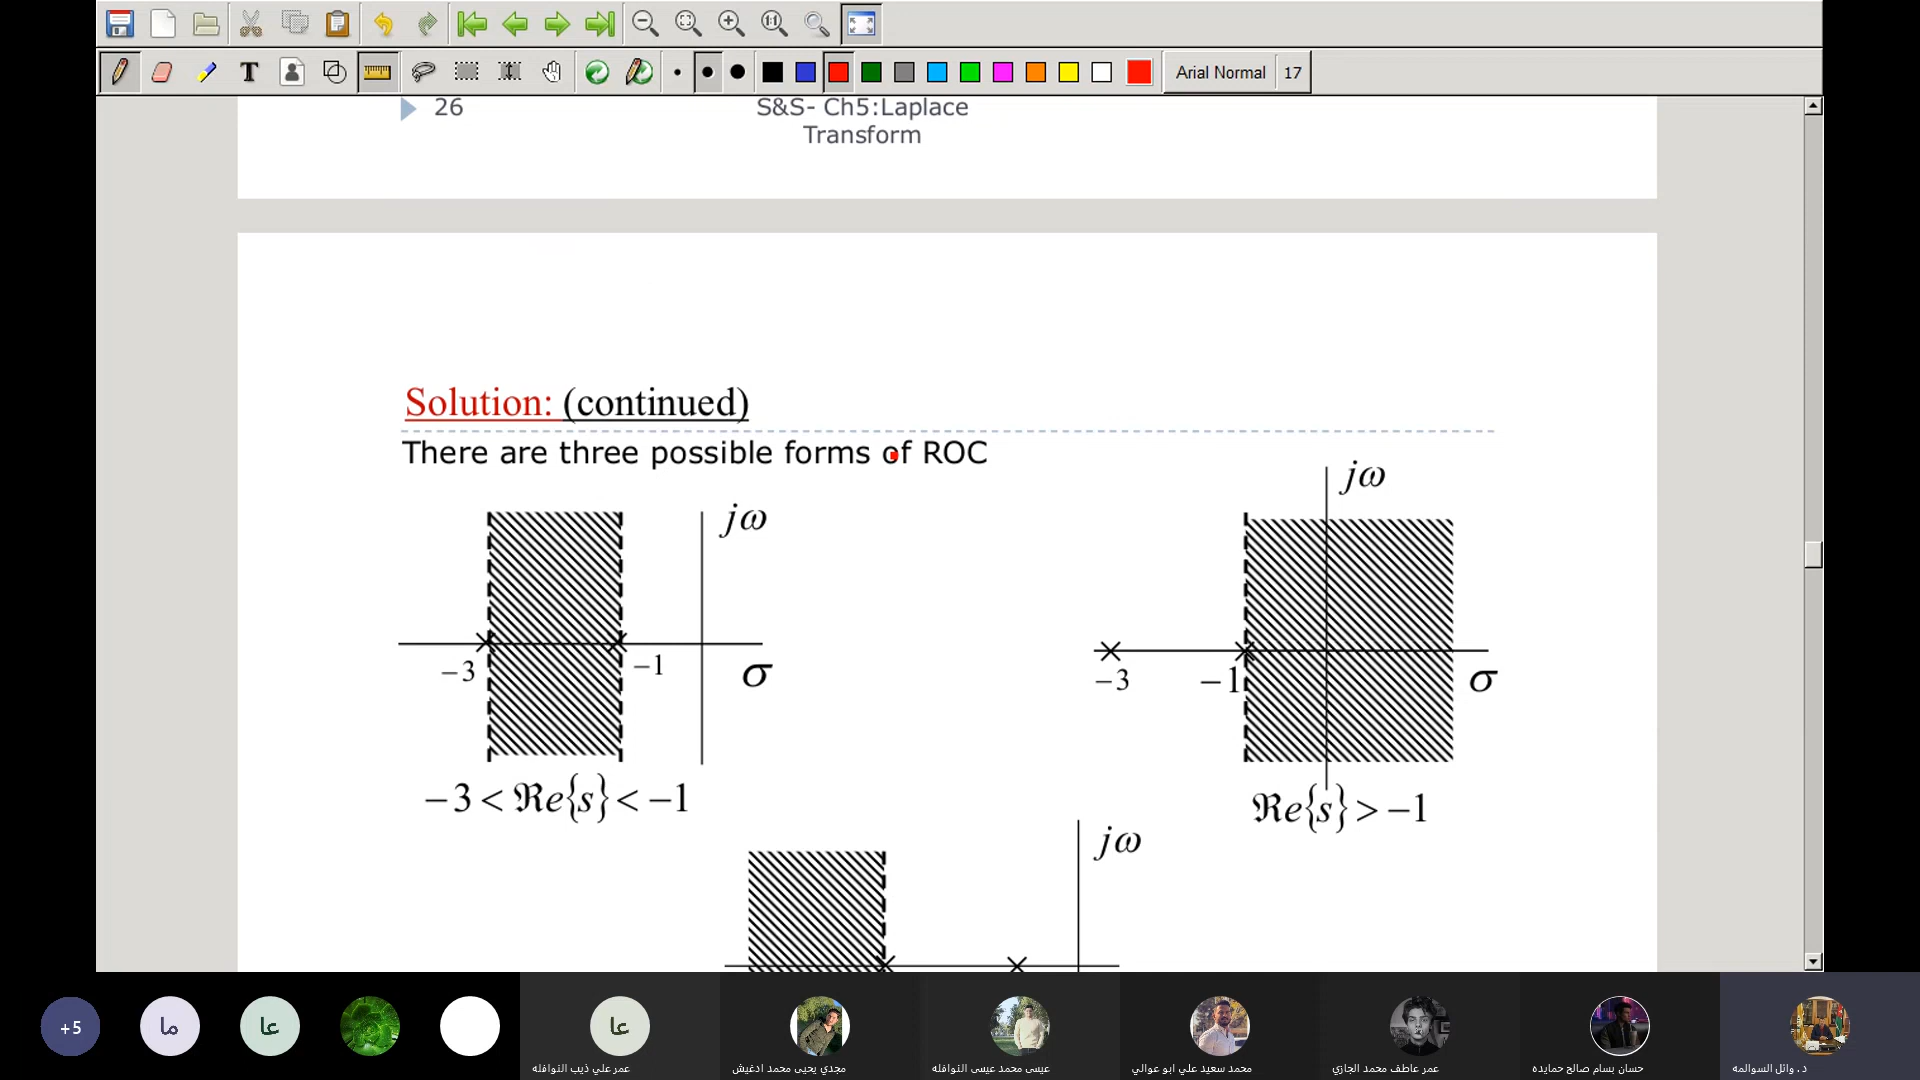 T
Arial Normal 17
26 S&S- Ch5:Laplace
Transform
Solution: (continued)
There are three possible forms of ROC
jω
jω
−3
−1
σ
−3
−1
σ
−3 < ℜe{s} < −1
ℜe{s} > −1
jω
+5
ما
عا
عا
عمر علي ذيب النوافله
مجدي يحيى محمد ادغيش
عيسى محمد عيسى النوافله
محمد سعيد علي ابو عوالي
عمر عاطف محمد الجازي
حسان بسام صالح حمايده
د. وائل السوالمه